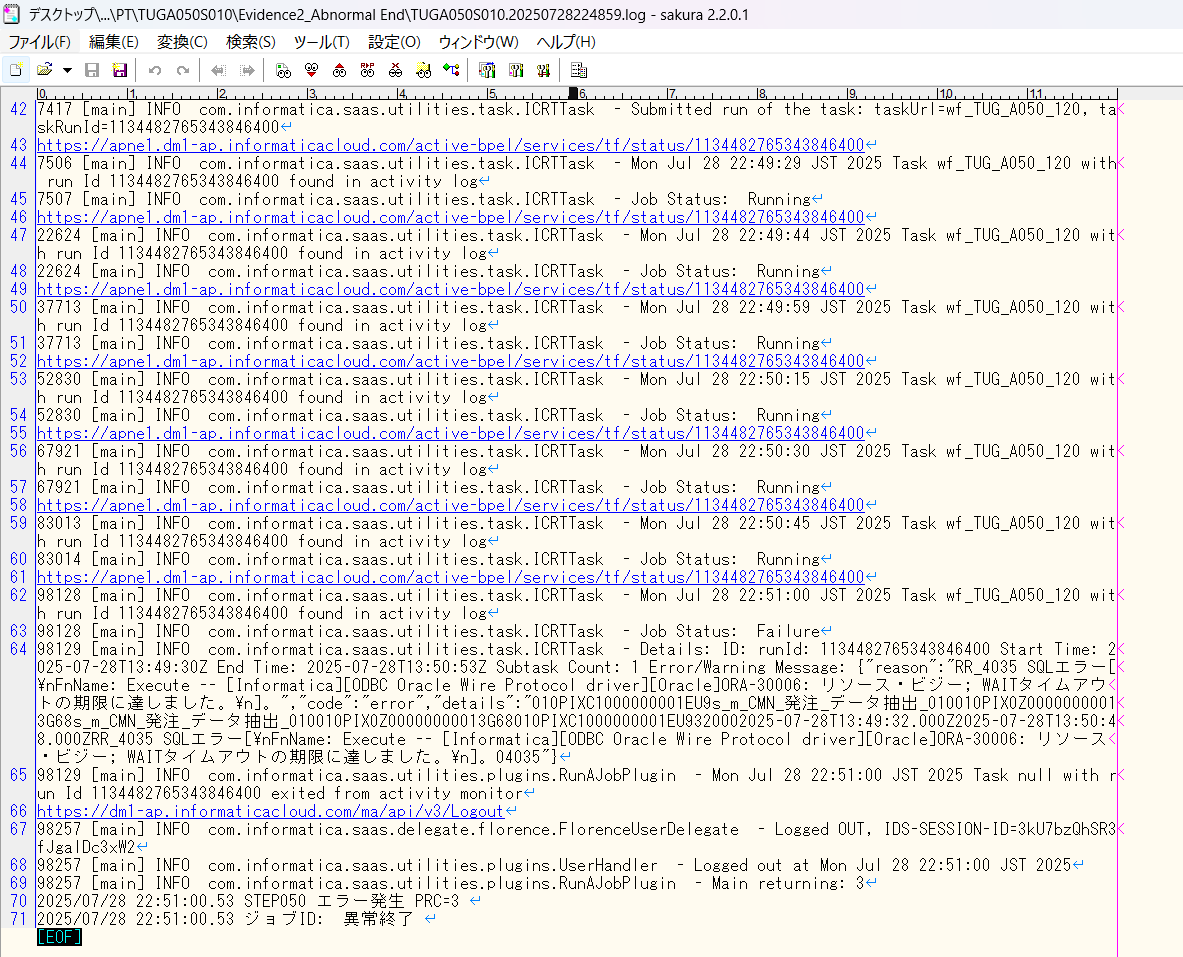 デスクトップ\...\PT\TUGA050S010\Evidence2_Abnormal End\TUGA050S010.20250728224859.log - sakura 2.2.0.1
ファイル(F) 編集(E) 変換(C) 検索(S) ツール(T) 設定(O) ウィンドウ(W) ヘルプ(H)
0, 1, 2, 3, 4, 5, 6, 7, 8, 9, 10, 11,
42 7417 [main] INFO  com.informatica.saas.utilities.task.ICRTTask  - Submitted run of the task: taskUrl=wf_TUG_A050_120, ta<
skRunId=1134482765343846400↵
43 https://apne1.dm1-ap.informaticacloud.com/active-bpel/services/tf/status/1134482765343846400↵
44 7506 [main] INFO  com.informatica.saas.utilities.task.ICRTTask  - Mon Jul 28 22:49:29 JST 2025 Task wf_TUG_A050_120 with<
 run Id 1134482765343846400 found in activity log↵
45 7507 [main] INFO  com.informatica.saas.utilities.task.ICRTTask  - Job Status:  Running↵
46 https://apne1.dm1-ap.informaticacloud.com/active-bpel/services/tf/status/1134482765343846400↵
47 22624 [main] INFO  com.informatica.saas.utilities.task.ICRTTask  - Mon Jul 28 22:49:44 JST 2025 Task wf_TUG_A050_120 wit<
h run Id 1134482765343846400 found in activity log↵
48 22624 [main] INFO  com.informatica.saas.utilities.task.ICRTTask  - Job Status:  Running↵
49 https://apne1.dm1-ap.informaticacloud.com/active-bpel/services/tf/status/1134482765343846400↵
50 37713 [main] INFO  com.informatica.saas.utilities.task.ICRTTask  - Mon Jul 28 22:49:59 JST 2025 Task wf_TUG_A050_120 wit<
h run Id 1134482765343846400 found in activity log↵
51 37713 [main] INFO  com.informatica.saas.utilities.task.ICRTTask  - Job Status:  Running↵
52 https://apne1.dm1-ap.informaticacloud.com/active-bpel/services/tf/status/1134482765343846400↵
53 52830 [main] INFO  com.informatica.saas.utilities.task.ICRTTask  - Mon Jul 28 22:50:15 JST 2025 Task wf_TUG_A050_120 wit<
h run Id 1134482765343846400 found in activity log↵
54 52830 [main] INFO  com.informatica.saas.utilities.task.ICRTTask  - Job Status:  Running↵
55 https://apne1.dm1-ap.informaticacloud.com/active-bpel/services/tf/status/1134482765343846400↵
56 67921 [main] INFO  com.informatica.saas.utilities.task.ICRTTask  - Mon Jul 28 22:50:30 JST 2025 Task wf_TUG_A050_120 wit<
h run Id 1134482765343846400 found in activity log↵
57 67921 [main] INFO  com.informatica.saas.utilities.task.ICRTTask  - Job Status:  Running↵
58 https://apne1.dm1-ap.informaticacloud.com/active-bpel/services/tf/status/1134482765343846400↵
59 83013 [main] INFO  com.informatica.saas.utilities.task.ICRTTask  - Mon Jul 28 22:50:45 JST 2025 Task wf_TUG_A050_120 wit<
h run Id 1134482765343846400 found in activity log↵
60 83014 [main] INFO  com.informatica.saas.utilities.task.ICRTTask  - Job Status:  Running↵
61 https://apne1.dm1-ap.informaticacloud.com/active-bpel/services/tf/status/1134482765343846400↵
62 98128 [main] INFO  com.informatica.saas.utilities.task.ICRTTask  - Mon Jul 28 22:51:00 JST 2025 Task wf_TUG_A050_120 wit<
h run Id 1134482765343846400 found in activity log↵
63 98128 [main] INFO  com.informatica.saas.utilities.task.ICRTTask  - Job Status:  Failure↵
64 98129 [main] INFO  com.informatica.saas.utilities.task.ICRTTask  - Details: ID: runId: 1134482765343846400 Start Time: 2<
025-07-28T13:49:30Z End Time: 2025-07-28T13:50:53Z Subtask Count: 1 Error/Warning Message: {"reason":"RR_4035 SQLエラー[<
¥nFnName: Execute -- [Informatica][ODBC Oracle Wire Protocol driver][Oracle]ORA-30006: リソース・ビジー; WAITタイムアウ<
トの期限に達しました。¥n]。","code":"error","details":"010PIXC1000000001EU9s_m_CMN_発注_データ抽出_010010PIX0Z0000000001<
3G68s_m_CMN_発注_データ抽出_010010PIX0Z00000000013G68010PIXC1000000001EU9320002025-07-28T13:49:32.000Z2025-07-28T13:50:4<
8.000ZRR_4035 SQLエラー[¥nFnName: Execute -- [Informatica][ODBC Oracle Wire Protocol driver][Oracle]ORA-30006: リソース<
・ビジー; WAITタイムアウトの期限に達しました。¥n]。04035"}↵
65 98129 [main] INFO  com.informatica.saas.utilities.plugins.RunAJobPlugin  - Mon Jul 28 22:51:00 JST 2025 Task null with r<
un Id 1134482765343846400 exited from activity monitor↵
66 https://dm1-ap.informaticacloud.com/ma/api/v3/Logout↵
67 98257 [main] INFO  com.informatica.saas.delegate.florence.FlorenceUserDelegate  - Logged OUT, IDS-SESSION-ID=3kU7bzQhSR3<
fJgalDc3xW2↵
68 98257 [main] INFO  com.informatica.saas.utilities.plugins.UserHandler  - Logged out at Mon Jul 28 22:51:00 JST 2025↵
69 98257 [main] INFO  com.informatica.saas.utilities.plugins.RunAJobPlugin  - Main returning: 3↵
70 2025/07/28 22:51:00.53 STEP050 エラー発生 PRC=3 ↵
71 2025/07/28 22:51:00.53 ジョブID:  異常終了 ↵
[EOF]